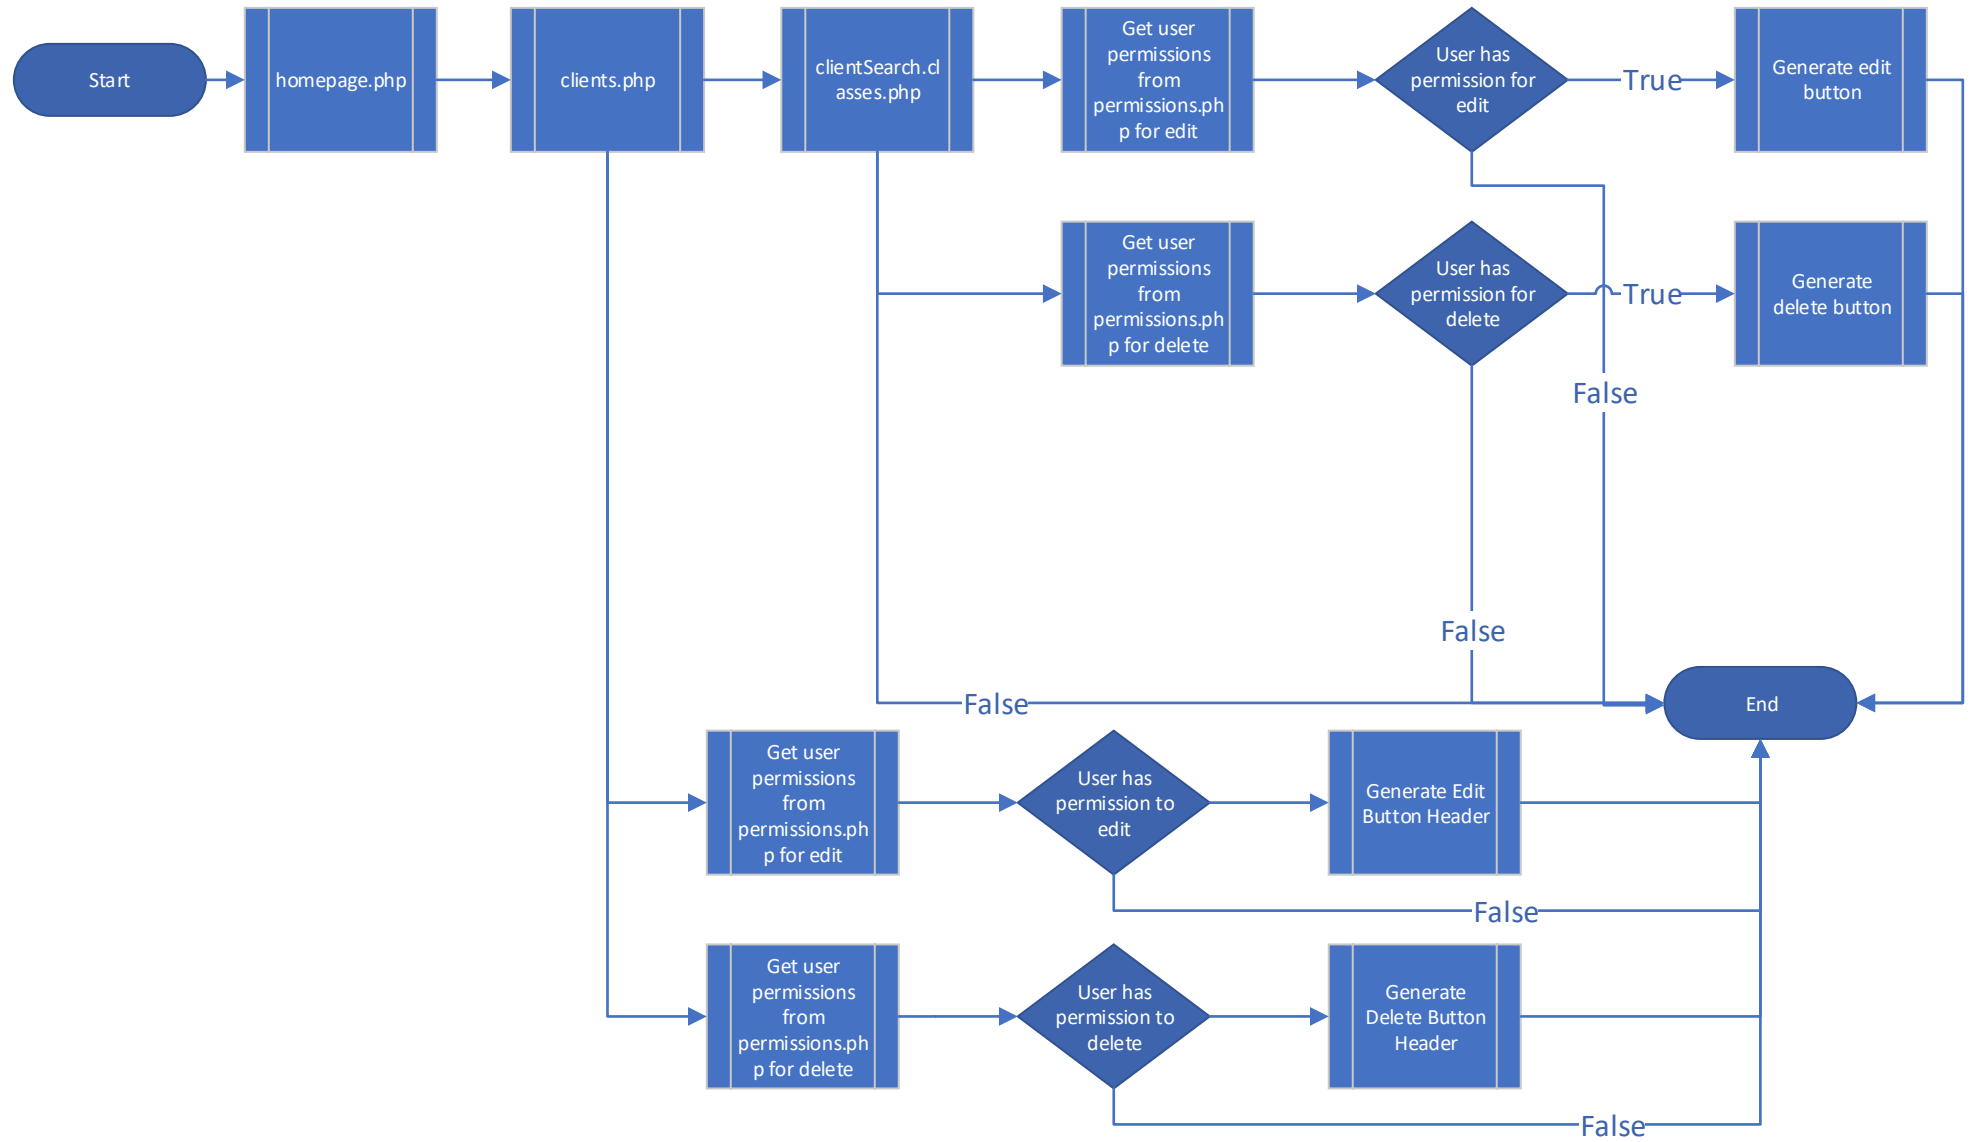 Start
homepage.php
clients.php
clientSearch.cl
asses.php
Get user
permissions
from
permissions.ph
p for edit
User has
permission for
edit
True
Generate edit
button
Get user
permissions
from
permissions.ph
p for delete
User has
permission for
delete
True
Generate
delete button
False
False
False
End
Get user
permissions
from
permissions.ph
p for edit
User has
permission to
edit
Generate Edit
Button Header
False
Get user
permissions
from
permissions.ph
p for delete
User has
permission to
delete
Generate
Delete Button
Header
False